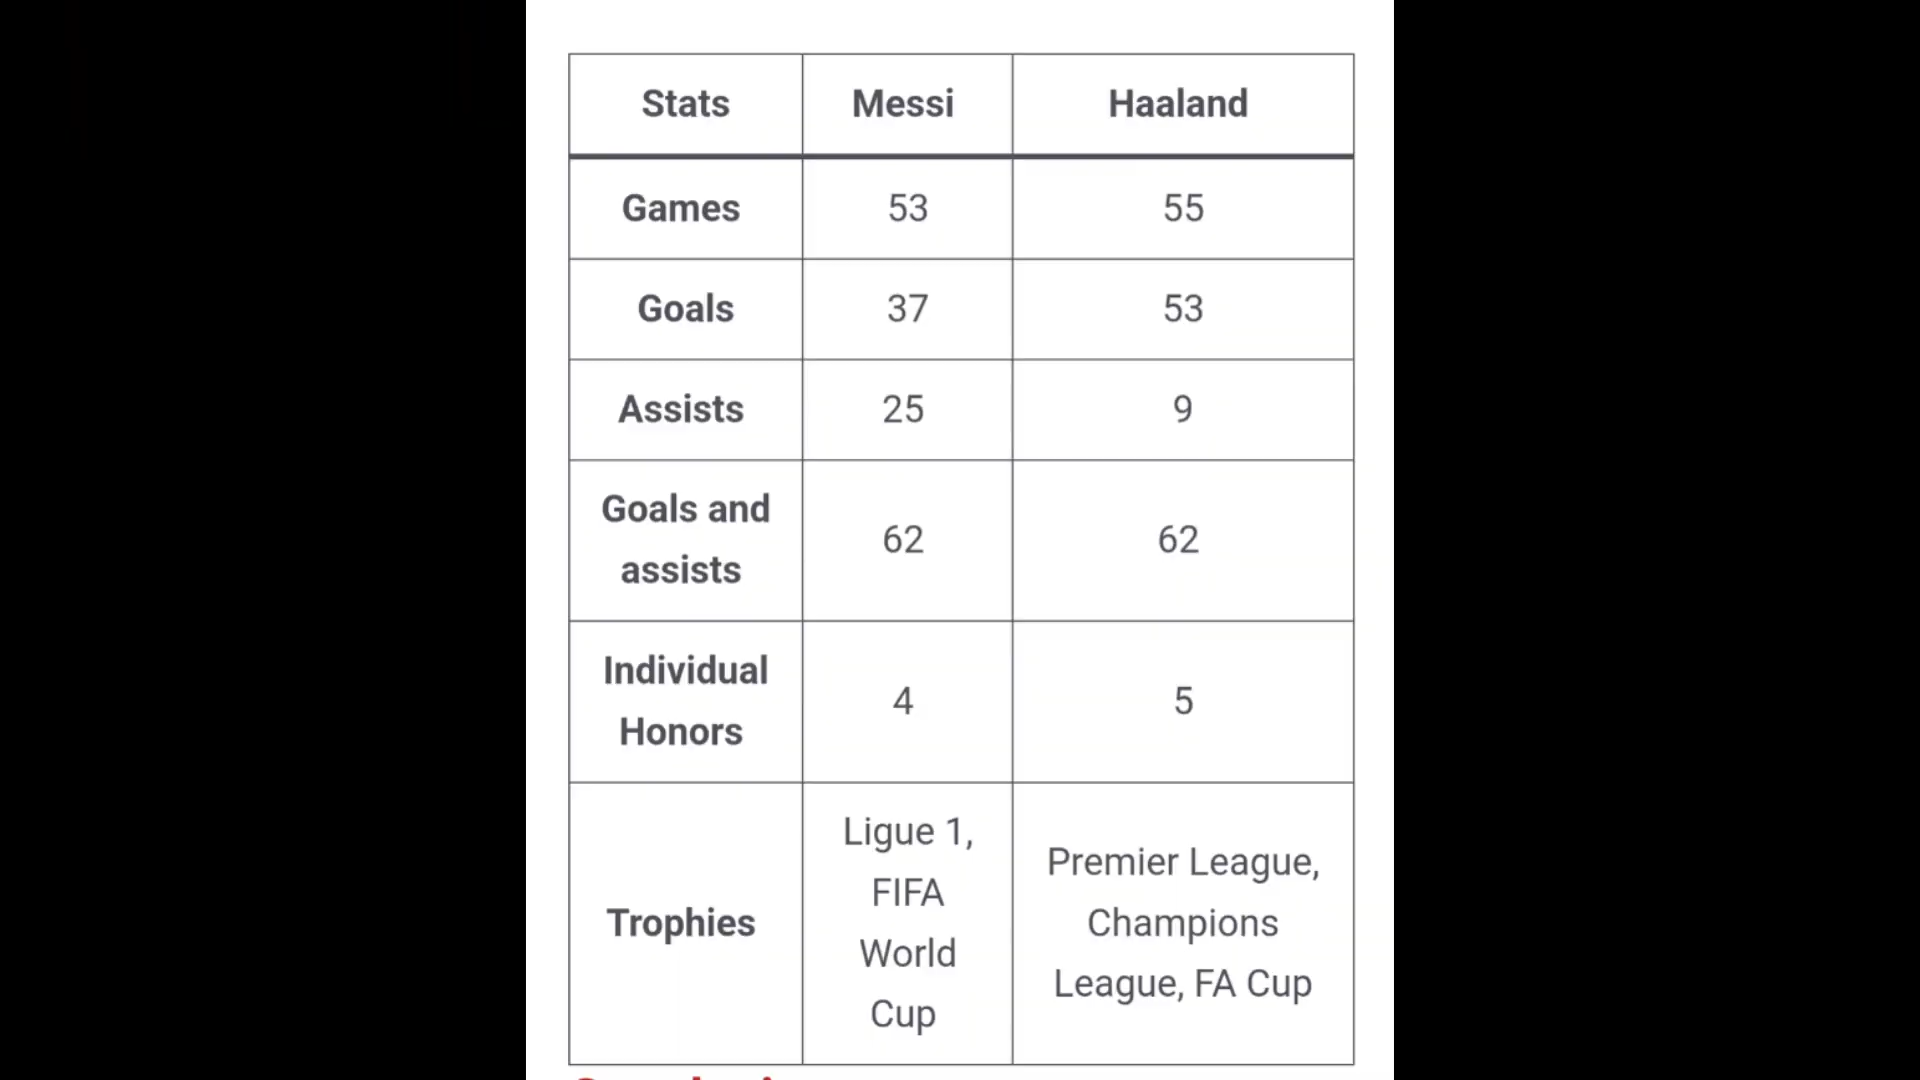 Stats Messi Haaland
Games 53 55
Goals 37 53
Assists 25 9
Goals and
assists
62 62
Individual
Honors
4 5
Trophies
Ligue 1,
FIFA
World
Cup
Premier League,
Champions
League, FA Cup